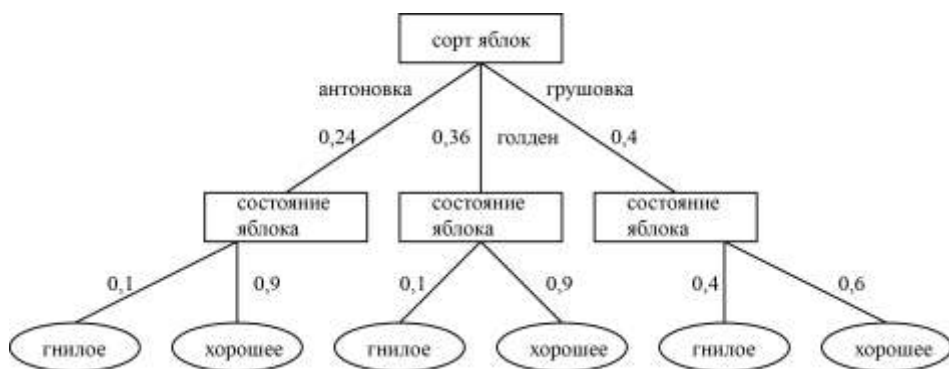 сорт яблок
антоновка грушовка
0,24 0,36 голден 0,4
состояние яблока
состояние яблока
состояние яблока
0,1 0,9 0,1 0,9 0,4 0,6
гнилое хорошее гнилое хорошее гнилое хорошее